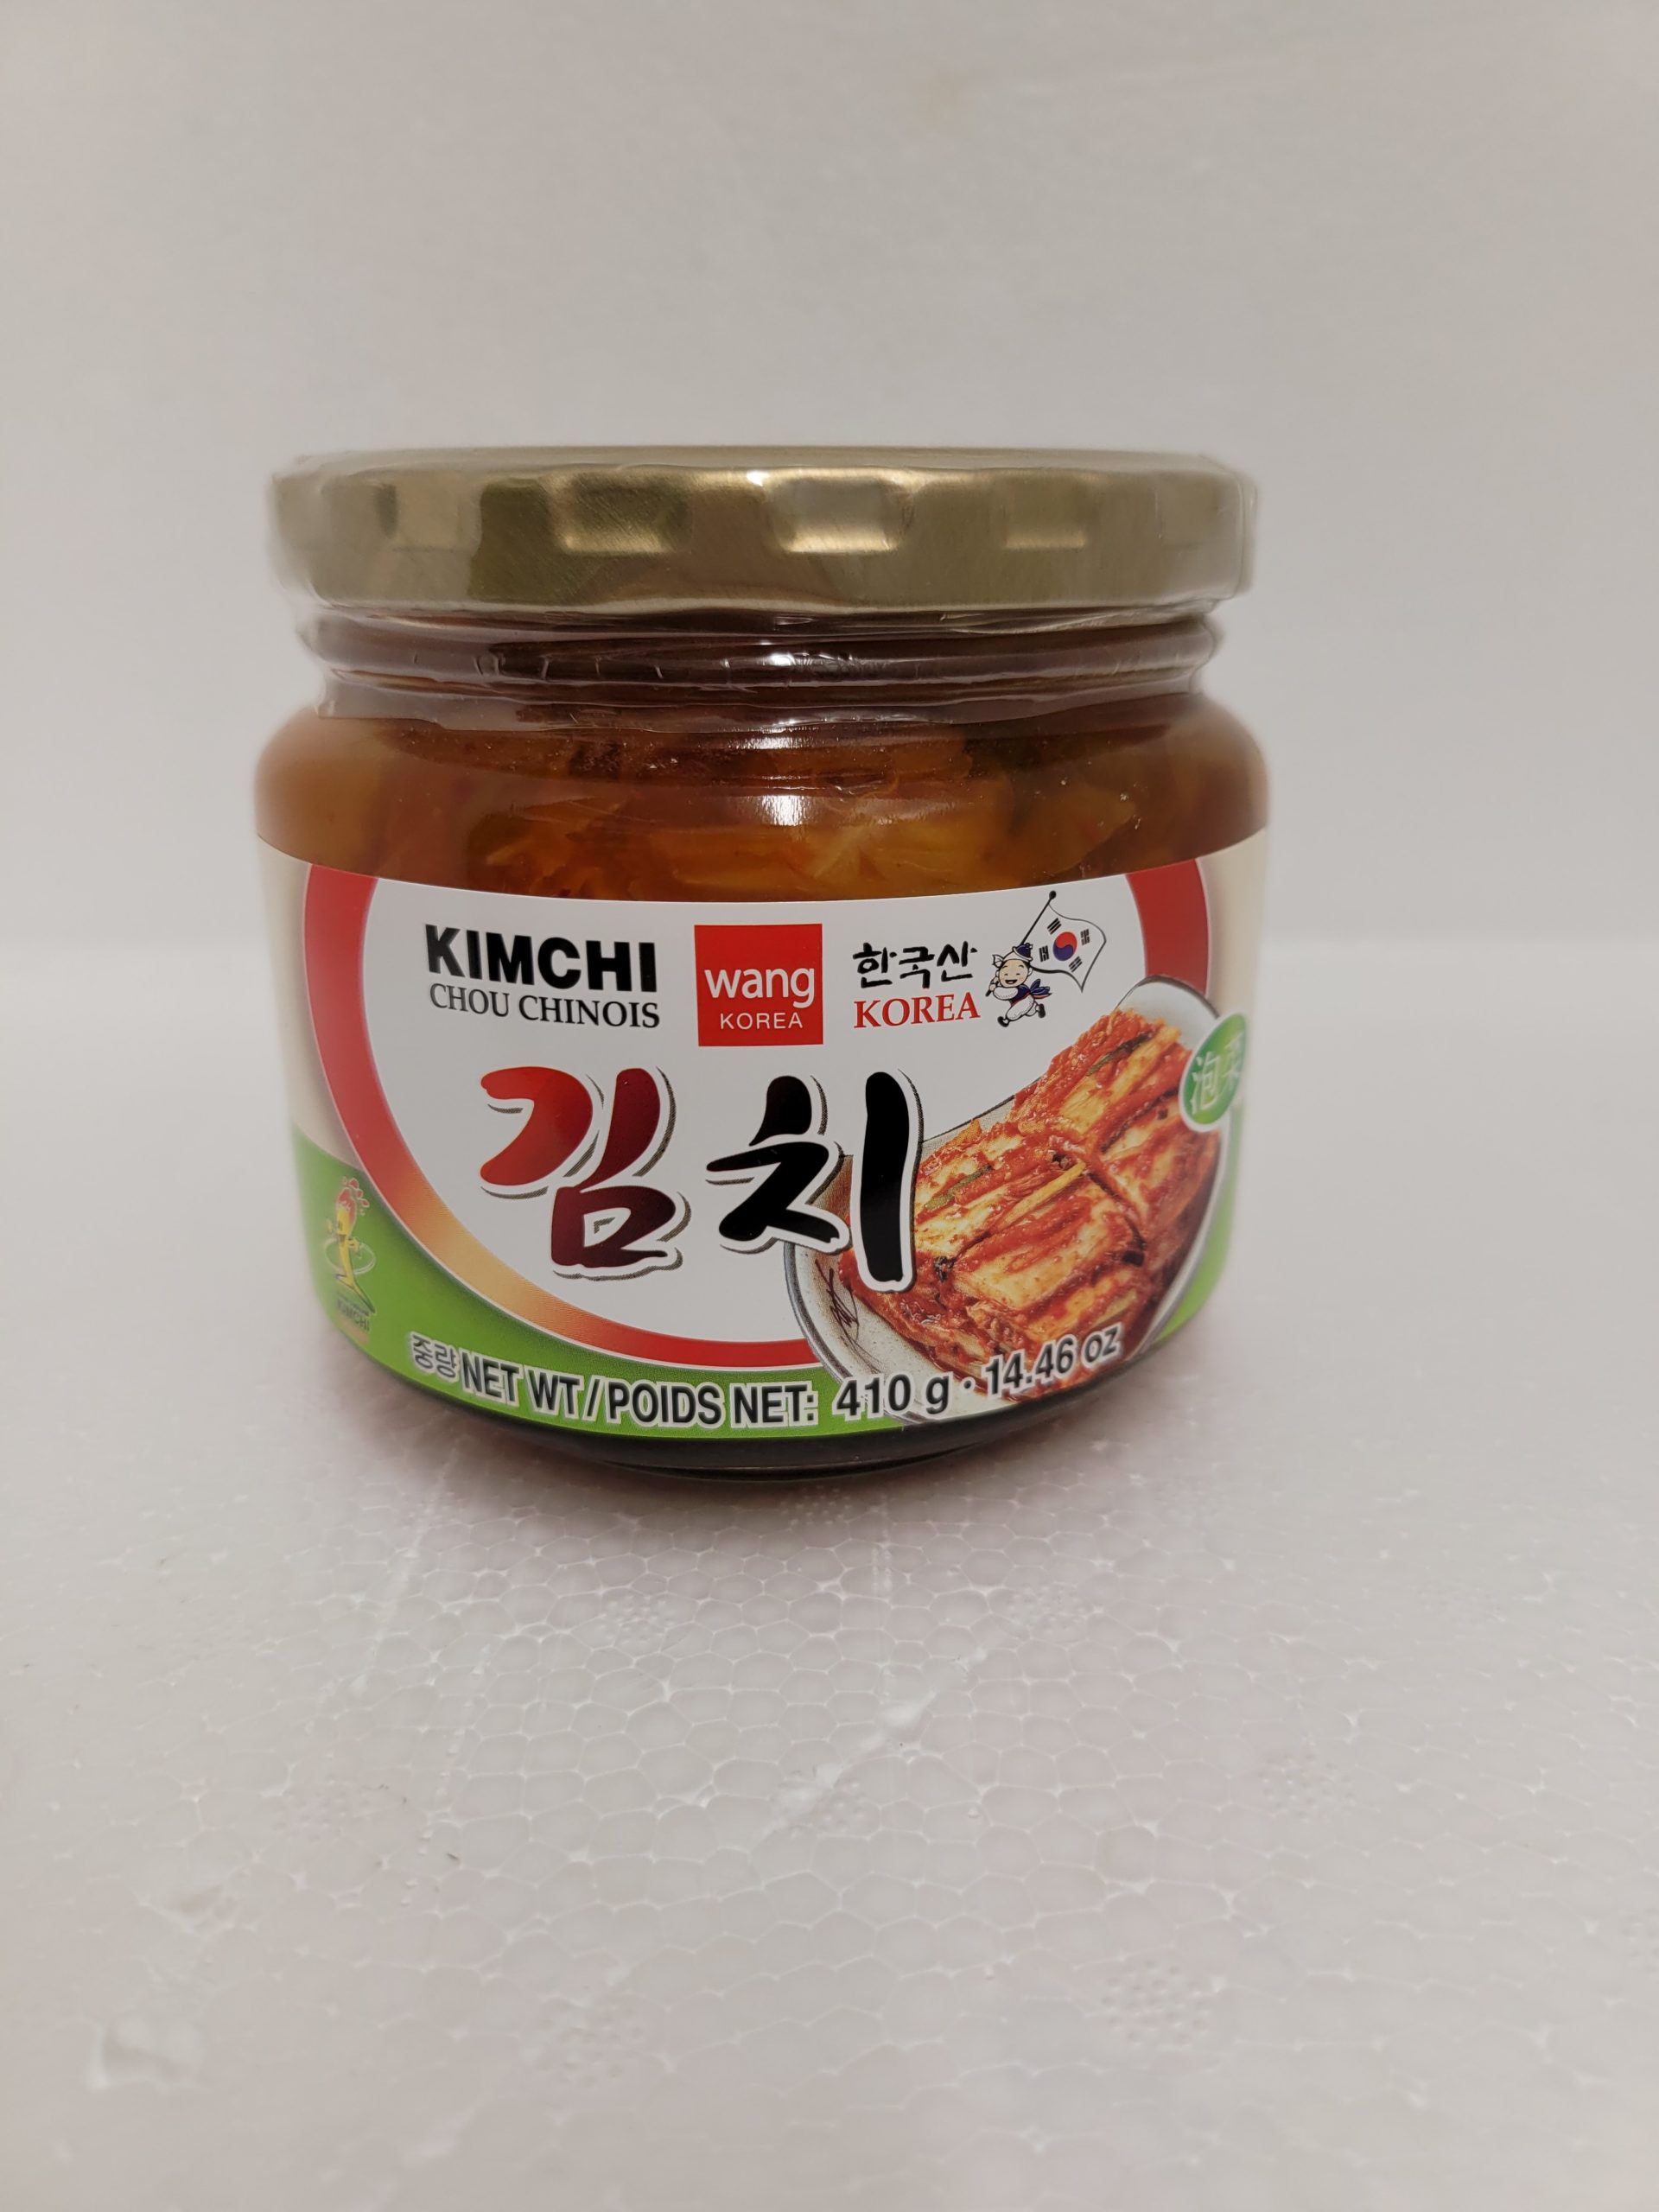 KIMCHI
CHOU CHINOIS
wang
KOREA
한국산
KOREA
김치
泡菜
KIMCHI
중량 NET WT/POIDS NET: 410 g · 14.46 oz